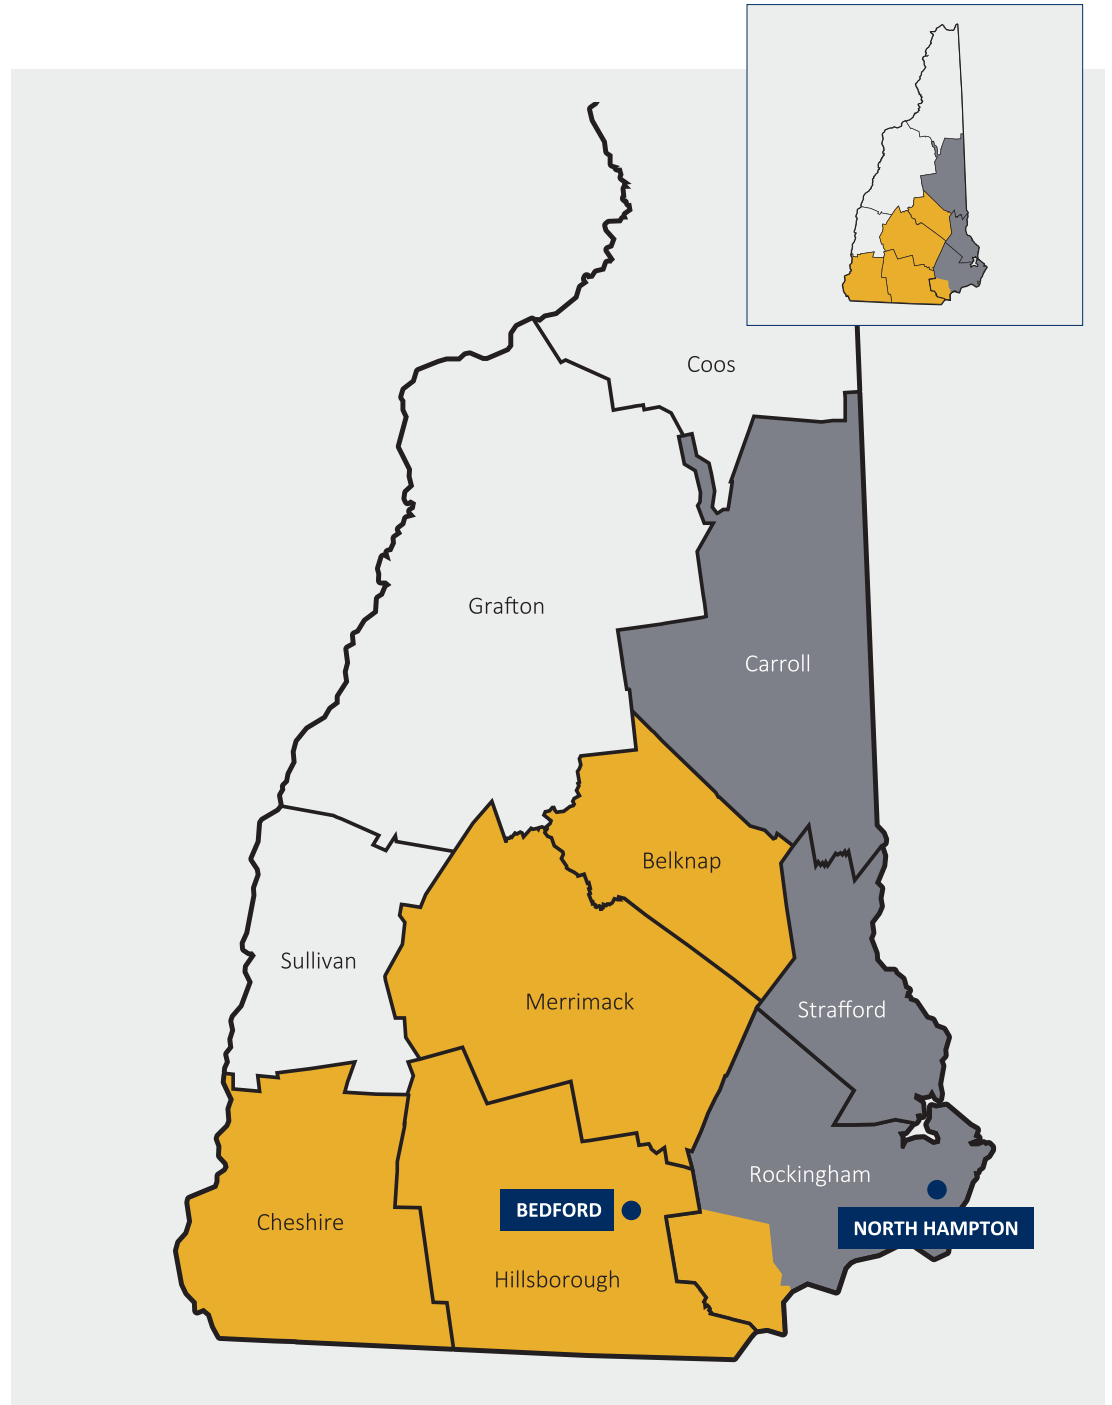 Coos
Grafton
Carroll
Belknap
Sullivan
Merrimack
Strafford
Rockingham
BEDFORD
NORTH HAMPTON
Cheshire
Hillsborough